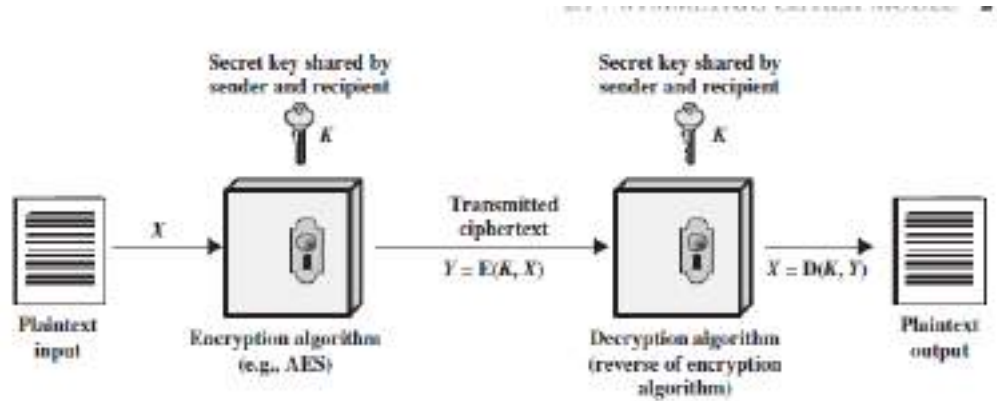 Secret key shared by
sender and recipient
K
Secret key shared by
sender and recipient
K
X
Transmitted
ciphertext
Y = E(K, X)
X = D(K, Y)
Plaintext
input
Encryption algorithm
(e.g., AES)
Decryption algorithm
(reverse of encryption
algorithm)
Plaintext
output